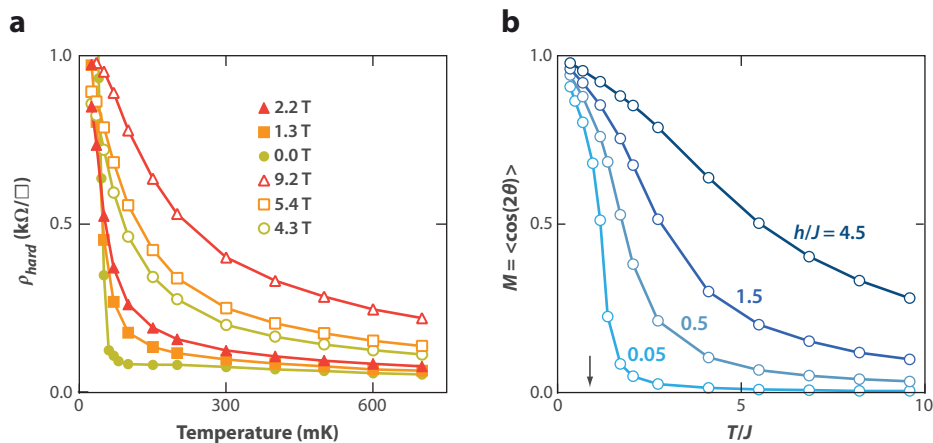 a
ρhard (kΩ/□)
1.0
0.5
0.0
2.2 T
1.3 T
0.0 T
9.2 T
5.4 T
4.3 T
0
300
600
Temperature (mK)
b
M = <cos(2θ)>
1.0
0.5
0.0
h/J = 4.5
1.5
0.5
0.05
0
5
10
T/J